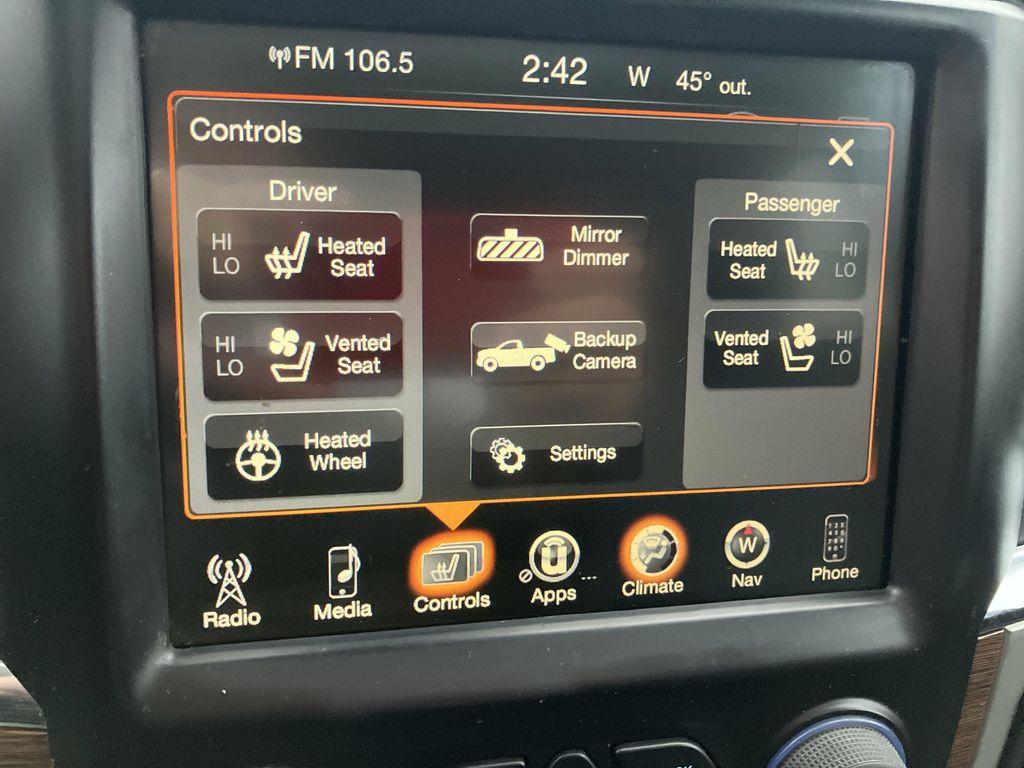 FM 106.5 2:42 W 45° out.
Controls X
Driver
HI
LO
Heated
Seat
HI
LO
Vented
Seat
Heated
Wheel
Mirror
Dimmer
Backup
Camera
Settings
Passenger
Heated
Seat
HI
LO
Vented
Seat
HI
LO
Radio
Media
Controls
Apps
Climate
W
Nav
Phone